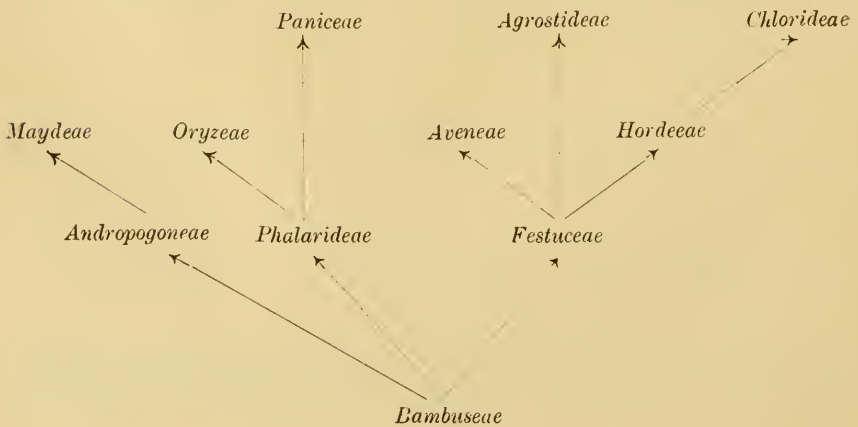 Paniceae Agrostideae Chlorideae
Maydeae Oryzeae Aveneae Hordeeae
Andropogoneae Phalarideae Festuceae
Bambuseae